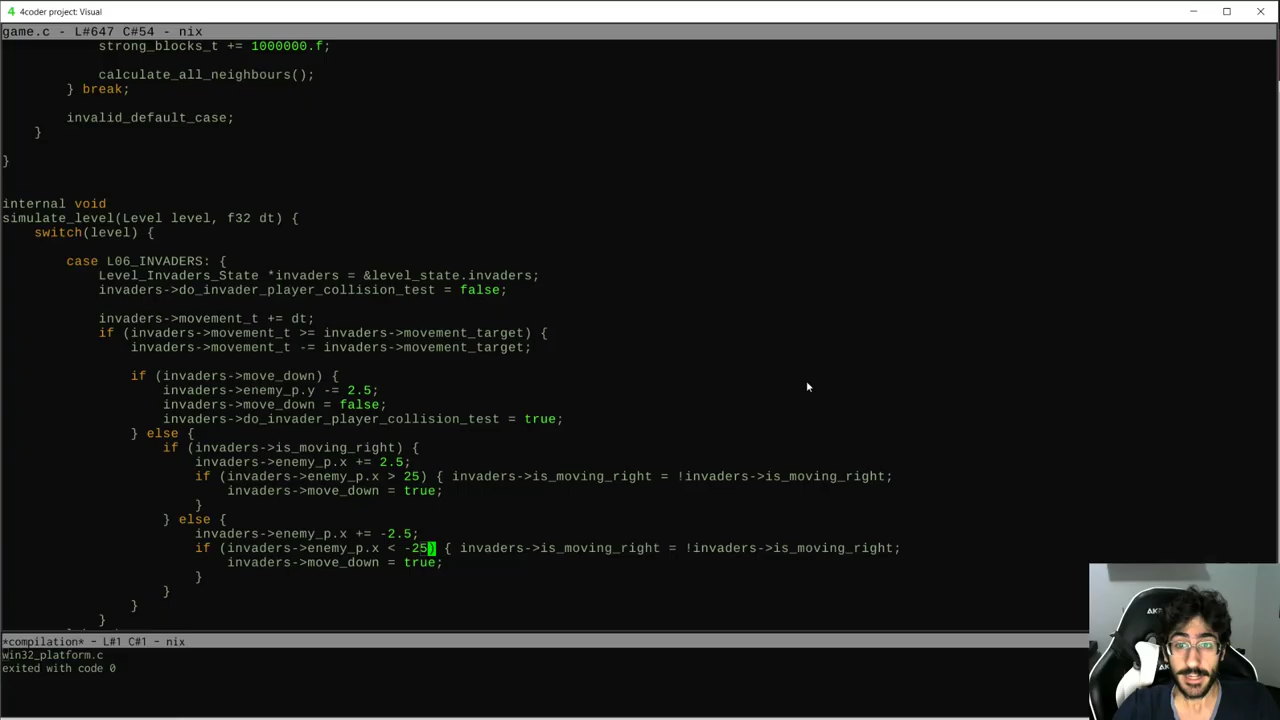 4coder project: Visual
game.c - L#647 C#54 - nix
strong_blocks_t += 1000000.f;
calculate_all_neighbours();
} break;
invalid_default_case;
}
}
internal void
simulate_level(Level level, f32 dt) {
switch(level) {
case L06_INVADERS: {
Level_Invaders_State *invaders = &level_state.invaders;
invaders->do_invader_player_collision_test = false;
invaders->movement_t += dt;
if (invaders->movement_t >= invaders->movement_target) {
invaders->movement_t -= invaders->movement_target;
if (invaders->move_down) {
invaders->enemy_p.y -= 2.5;
invaders->move_down = false;
invaders->do_invader_player_collision_test = true;
} else {
if (invaders->is_moving_right) {
invaders->enemy_p.x += 2.5;
if (invaders->enemy_p.x > 25) { invaders->is_moving_right = !invaders->is_moving_right;
invaders->move_down = true;
}
} else {
invaders->enemy_p.x += -2.5;
if (invaders->enemy_p.x < -25) { invaders->is_moving_right = !invaders->is_moving_right;
invaders->move_down = true;
}
}
}
}
*compilation* - L#1 C#1 - nix
win32_platform.c
exited with code 0